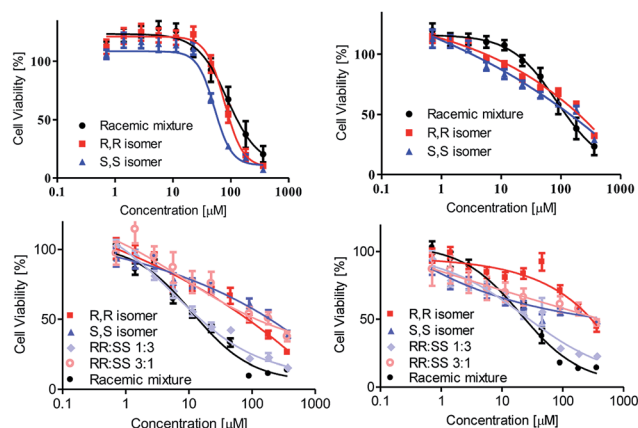 Cell Viability [%]
100
50
0
Racemic mixture
R,R isomer
S,S isomer
0.1
1
10
100
1000
Concentration [µM]
Cell Viability [%]
100
50
0
Racemic mixture
R,R isomer
S,S isomer
0.1
1
10
100
1000
Concentration [µM]
Cell Viability [%]
100
50
0
R,R isomer
S,S isomer
RR:SS 1:3
RR:SS 3:1
Racemic mixture
0.1
1
10
100
1000
Concentration [µM]
Cell Viability [%]
100
50
0
R,R isomer
S,S isomer
RR:SS 1:3
RR:SS 3:1
Racemic mixture
0.1
1
10
100
1000
Concentration [µM]